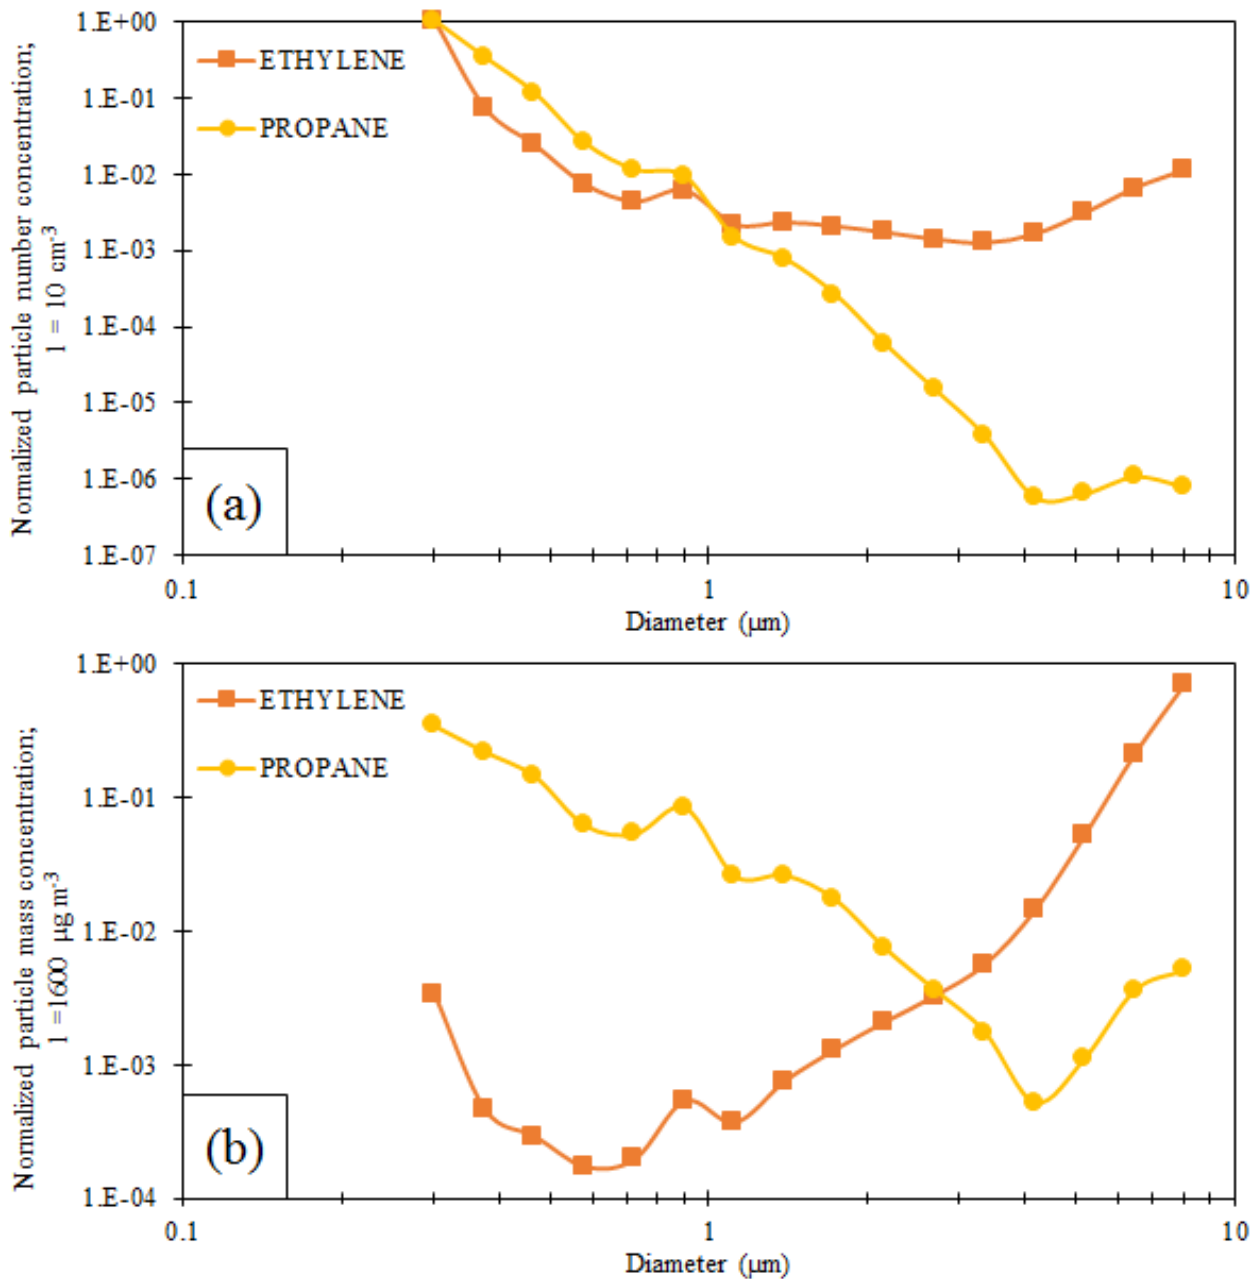 Normalized particle number concentration;
1 = 10 cm-3
1.E+00
1.E-01
1.E-02
1.E-03
1.E-04
1.E-05
1.E-06
1.E-07
ETHYLENE
PROPANE
(a)
0.1 1 10
Diameter (μm)
Normalized particle mass concentration;
1 =1600 μg m-3
1.E+00
1.E-01
1.E-02
1.E-03
1.E-04
ETHYLENE
PROPANE
(b)
0.1 1 10
Diameter (μm)